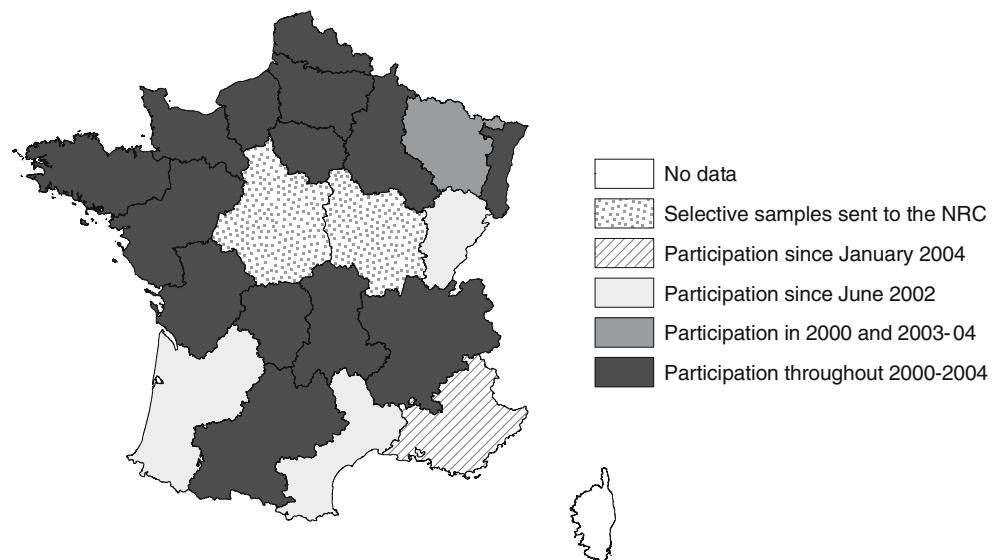 No data
Selective samples sent to the NRC
Participation since January 2004
Participation since June 2002
Participation in 2000 and 2003-04
Participation throughout 2000-2004